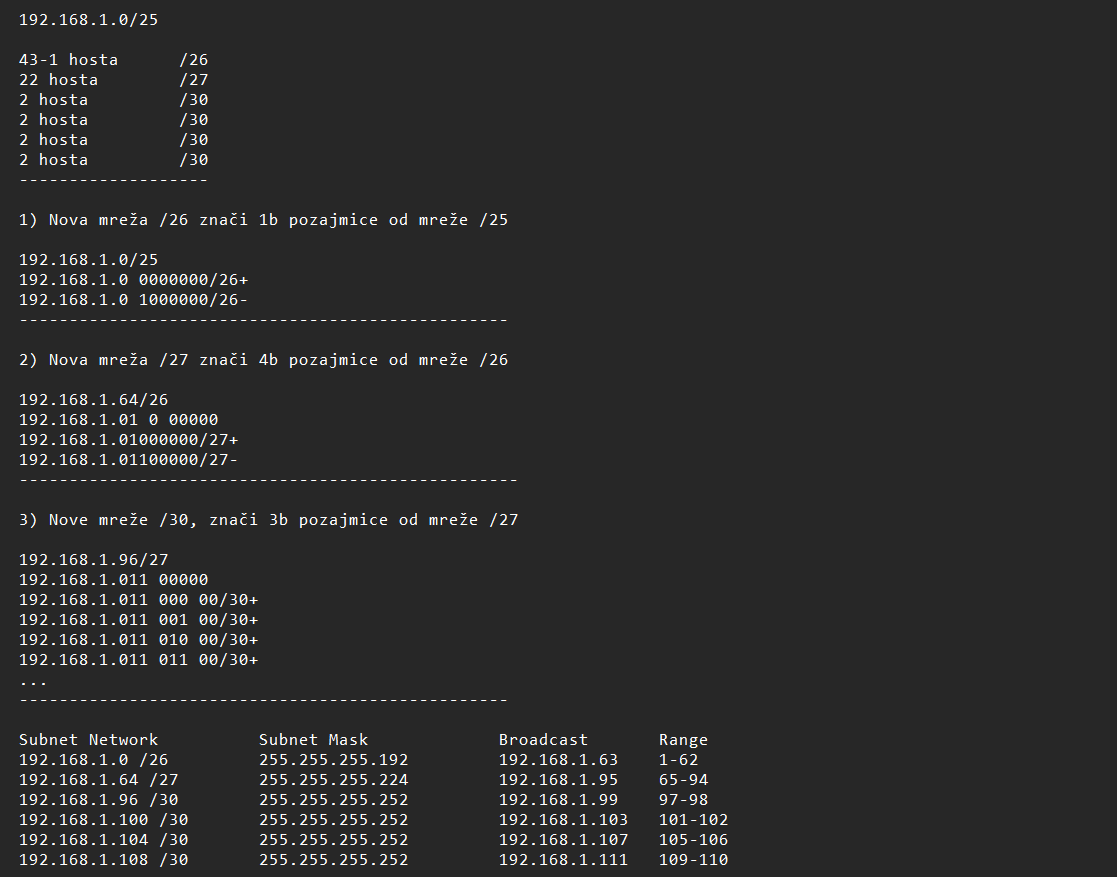 192.168.1.0/25
43-1 hosta /26
22 hosta /27
2 hosta /30
2 hosta /30
2 hosta /30
2 hosta /30
-------------------
1) Nova mreža /26 znači 1b pozajmice od mreže /25
192.168.1.0/25
192.168.1.0 0000000/26+
192.168.1.0 1000000/26-
-------------------------------------------------
2) Nova mreža /27 znači 4b pozajmice od mreže /26
192.168.1.64/26
192.168.1.01 0 00000
192.168.1.01000000/27+
192.168.1.01100000/27-
--------------------------------------------------
3) Nove mreže /30, znači 3b pozajmice od mreže /27
192.168.1.96/27
192.168.1.011 00000
192.168.1.011 000 00/30+
192.168.1.011 001 00/30+
192.168.1.011 010 00/30+
192.168.1.011 011 00/30+
...
-------------------------------------------------
Subnet Network Subnet Mask Broadcast Range
192.168.1.0 /26 255.255.255.192 192.168.1.63 1-62
192.168.1.64 /27 255.255.255.224 192.168.1.95 65-94
192.168.1.96 /30 255.255.255.252 192.168.1.99 97-98
192.168.1.100 /30 255.255.255.252 192.168.1.103 101-102
192.168.1.104 /30 255.255.255.252 192.168.1.107 105-106
192.168.1.108 /30 255.255.255.252 192.168.1.111 109-110